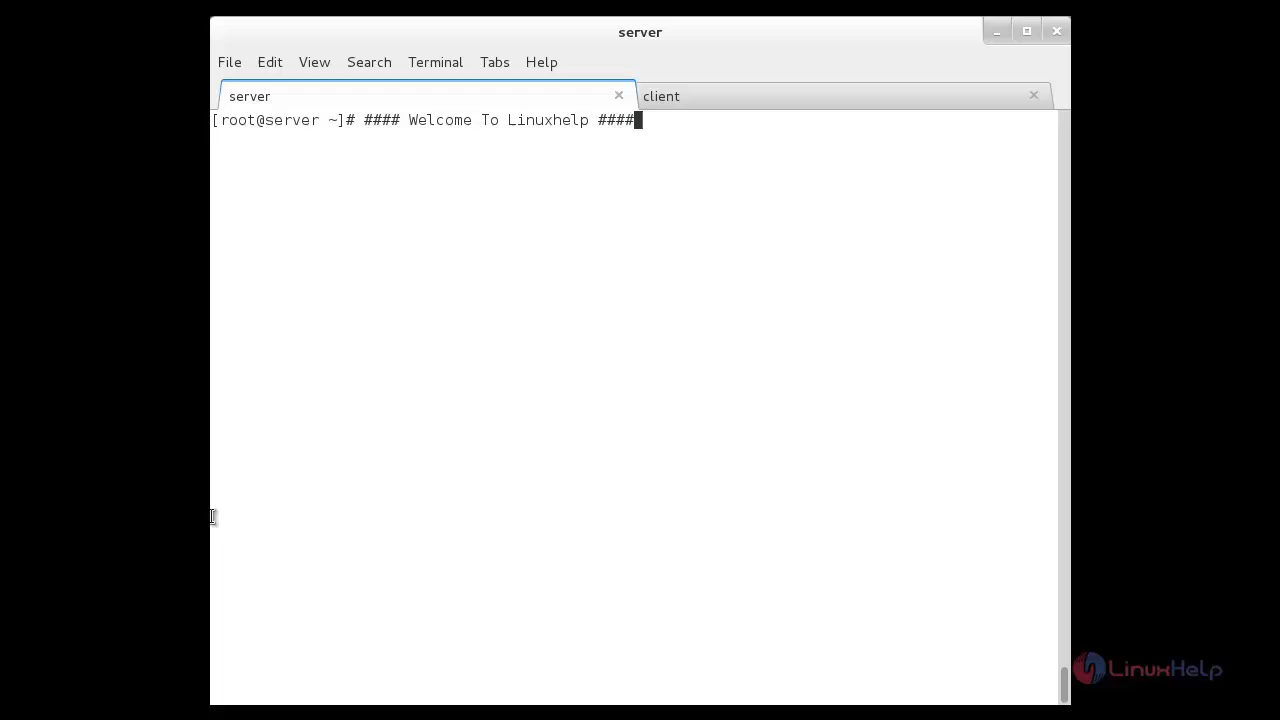 server
File Edit View Search Terminal Tabs Help
server client
[root@server ~]# #### Welcome To Linuxhelp ####
LinuxHelp